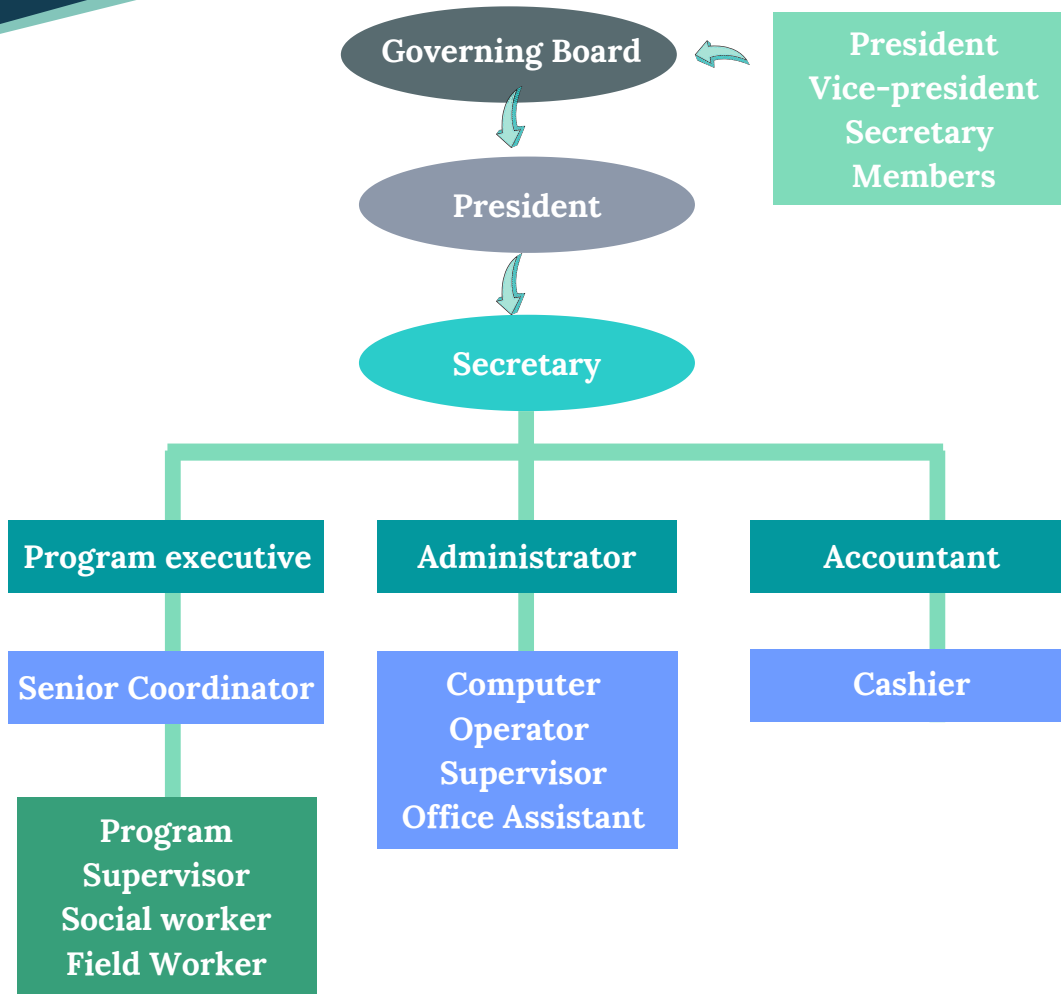 Governing Board
President
Vice-president
Secretary
Members
President
Secretary
Program executive
Administrator
Accountant
Senior Coordinator
Computer
Operator
Supervisor
Office Assistant
Cashier
Program
Supervisor
Social worker
Field Worker